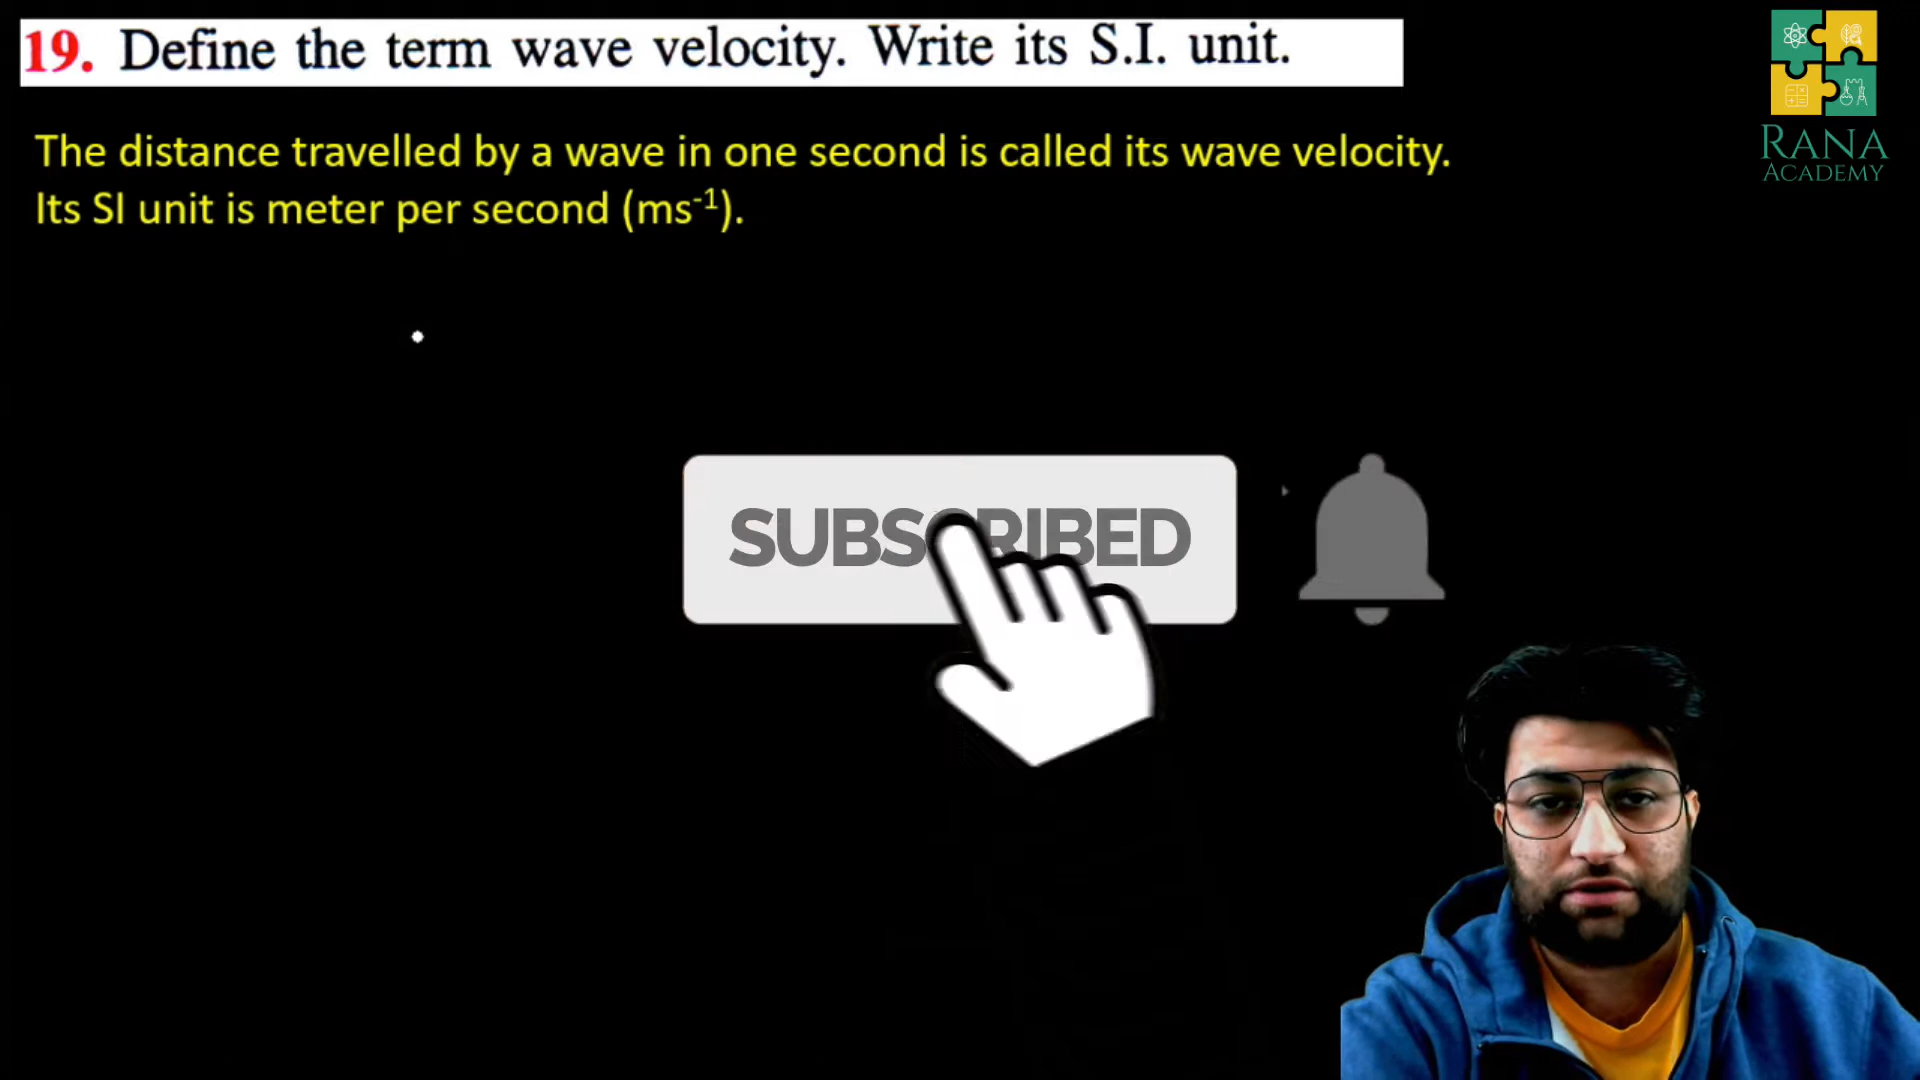 19. Define the term wave velocity. Write its S.I. unit.
The distance travelled by a wave in one second is called its wave velocity.
Its SI unit is meter per second (ms⁻¹).
RANA
ACADEMY
SUBSCRIBED